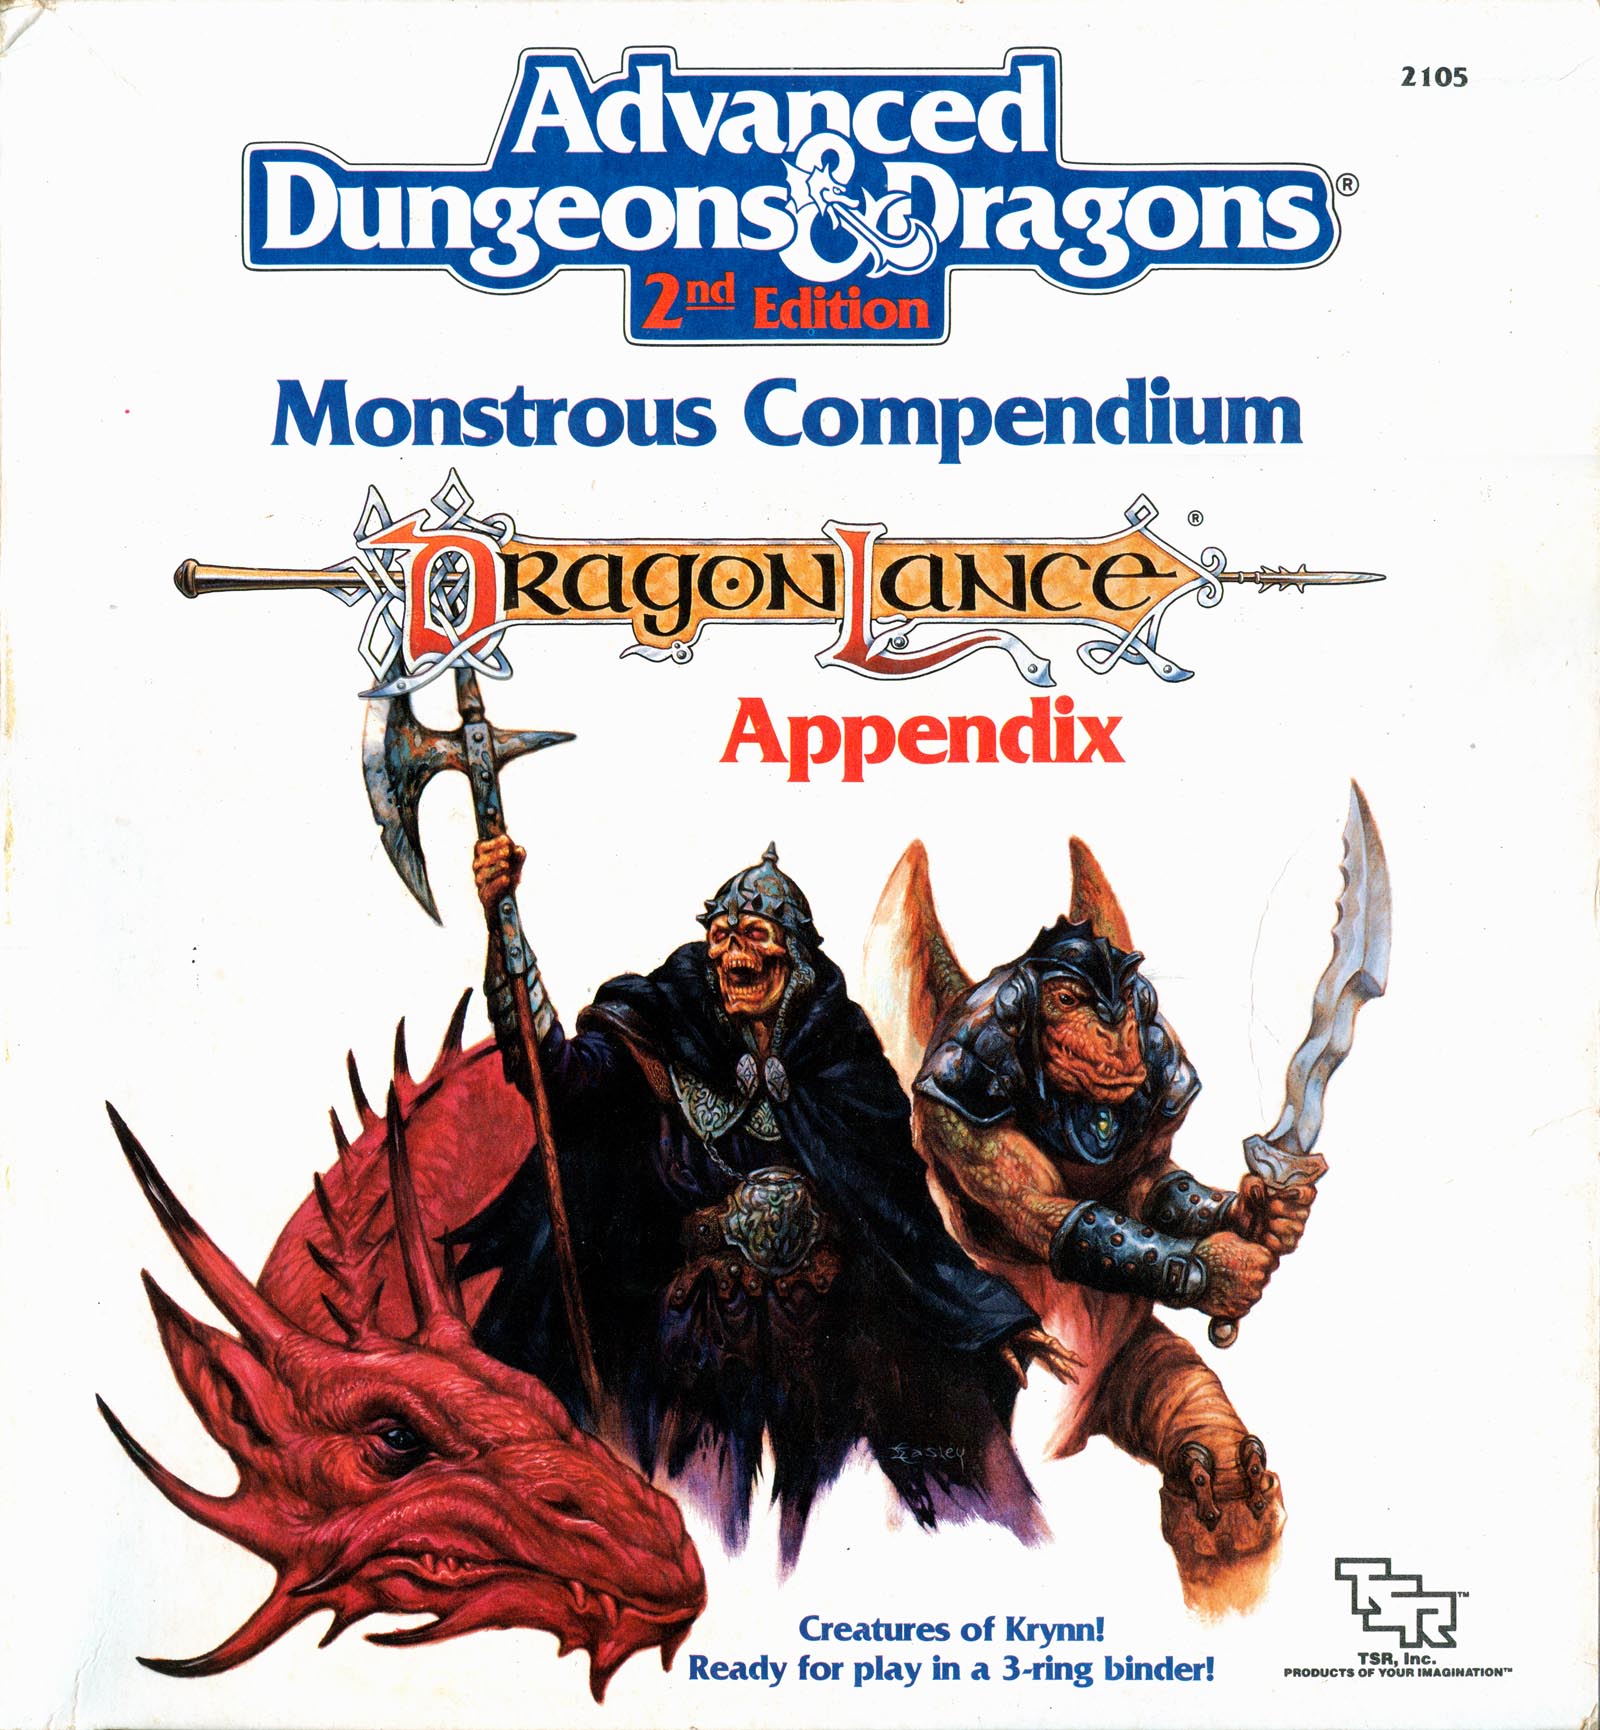 2105
Advanced
Dungeons & Dragons®
2nd Edition
Monstrous Compendium
DragonLance®
Appendix
Easley
Creatures of Krynn!
Ready for play in a 3-ring binder!
TSR™
TSR, Inc.
PRODUCTS OF YOUR IMAGINATION™